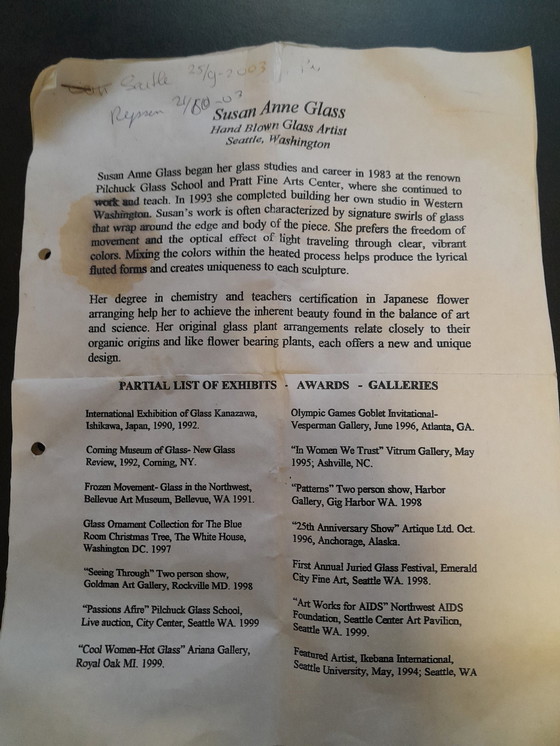 Seattle 25/9-2003
Susan Anne Glass
Hand Blown Glass Artist
Seattle, Washington
Susan Anne Glass began her glass studies and career in 1983 at the renown
Pilchuck Glass School and Pratt Fine Arts Center, where she continued to
work and teach. In 1993 she completed building her own studio in Western
Washington. Susan's work is often characterized by signature swirls of glass
that wrap around the edge and body of the piece. She prefers the freedom of
movement and the optical effect of light traveling through clear, vibrant
colors. Mixing the colors within the heated process helps produce the lyrical
fluted forms and creates uniqueness to each sculpture.
Her degree in chemistry and teachers certification in Japanese flower
arranging help her to achieve the inherent beauty found in the balance of art
and science. Her original glass plant arrangements relate closely to their
organic origins and like flower bearing plants, each offers a new and unique
design.
PARTIAL LIST OF EXHIBITS - AWARDS - GALLERIES
International Exhibition of Glass Kanazawa,
Ishikawa, Japan, 1990, 1992.
Corning Museum of Glass- New Glass
Review, 1992, Corning, NY.
Frozen Movement- Glass in the Northwest,
Bellevue Art Museum, Bellevue, WA 1991.
Glass Ornament Collection for The Blue
Room Christmas Tree, The White House,
Washington DC. 1997
"Seeing Through" Two person show,
Goldman Art Gallery, Rockville MD. 1998
"Passions Afire" Pilchuck Glass School,
Live auction, City Center, Seattle WA. 1999
"Cool Women-Hot Glass" Ariana Gallery,
Royal Oak MI. 1999.
Olympic Games Goblet Invitational-
Vesperman Gallery, June 1996, Atlanta, GA.
"In Women We Trust" Vitrum Gallery, May
1995; Ashville, NC.
"Patterns" Two person show, Harbor
Gallery, Gig Harbor WA. 1998
"25th Anniversary Show" Artique Ltd. Oct.
1996, Anchorage, Alaska.
First Annual Juried Glass Festival, Emerald
City Fine Art, Seattle WA. 1998.
"Art Works for AIDS" Northwest AIDS
Foundation, Seattle Center Art Pavilion,
Seattle WA. 1999.
Featured Artist, Ikebana International,
Seattle University, May, 1994; Seattle, WA